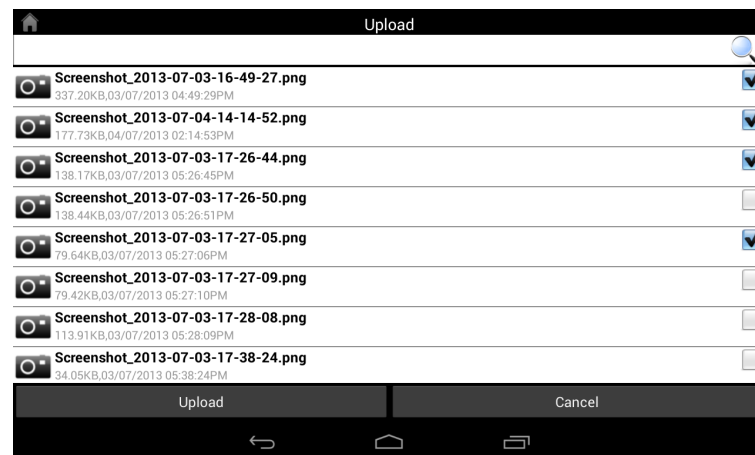 Upload
Screenshot_2013-07-03-16-49-27.png
337.20KB,03/07/2013 04:49:29PM
Screenshot_2013-07-04-14-14-52.png
177.73KB,04/07/2013 02:14:53PM
Screenshot_2013-07-03-17-26-44.png
138.17KB,03/07/2013 05:26:45PM
Screenshot_2013-07-03-17-26-50.png
138.44KB,03/07/2013 05:26:51PM
Screenshot_2013-07-03-17-27-05.png
79.64KB,03/07/2013 05:27:06PM
Screenshot_2013-07-03-17-27-09.png
79.42KB,03/07/2013 05:27:10PM
Screenshot_2013-07-03-17-28-08.png
113.91KB,03/07/2013 05:28:09PM
Screenshot_2013-07-03-17-38-24.png
34.05KB,03/07/2013 05:38:24PM
Upload Cancel